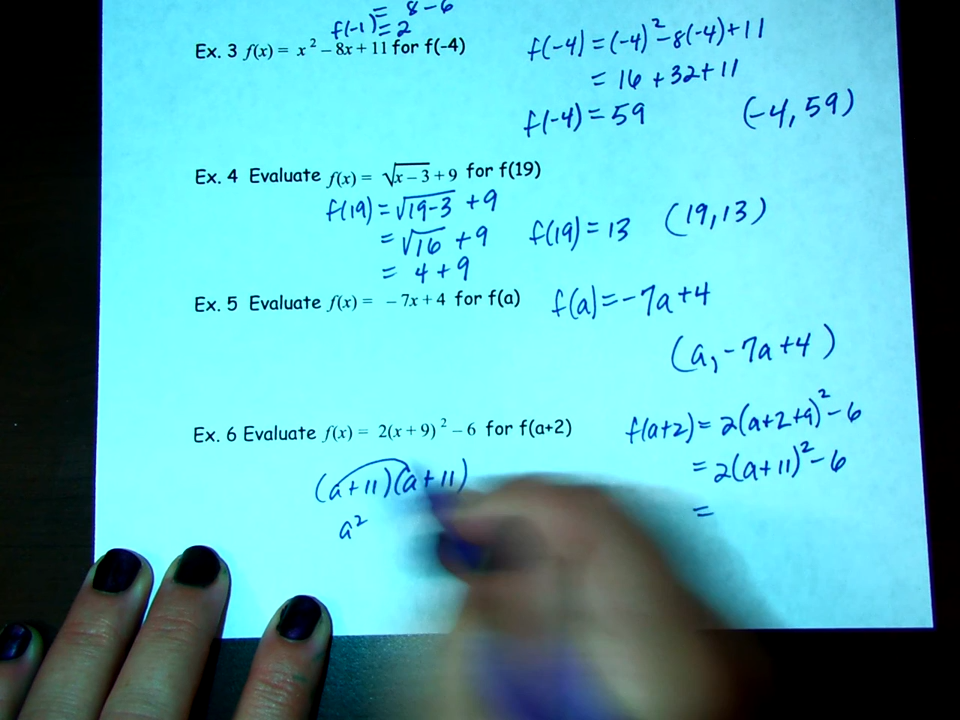 = 8 - 6
f(-1) = 2
Ex. 3 f(x) = x² - 8x + 11 for f(-4)
f(-4) = (-4)² - 8(-4) + 11
= 16 + 32 + 11
f(-4) = 59 (-4, 59)
Ex. 4 Evaluate f(x) = √(x - 3) + 9 for f(19)
f(19) = √(19-3) + 9
= √16 + 9 f(19) = 13 (19, 13)
= 4 + 9
Ex. 5 Evaluate f(x) = - 7x + 4 for f(a) f(a) = -7a + 4
(a, -7a + 4)
Ex. 6 Evaluate f(x) = 2(x + 9)² - 6 for f(a+2) f(a+2) = 2(a+2+9)² - 6
= 2(a+11)² - 6
(a+11)(a+11)
a² =